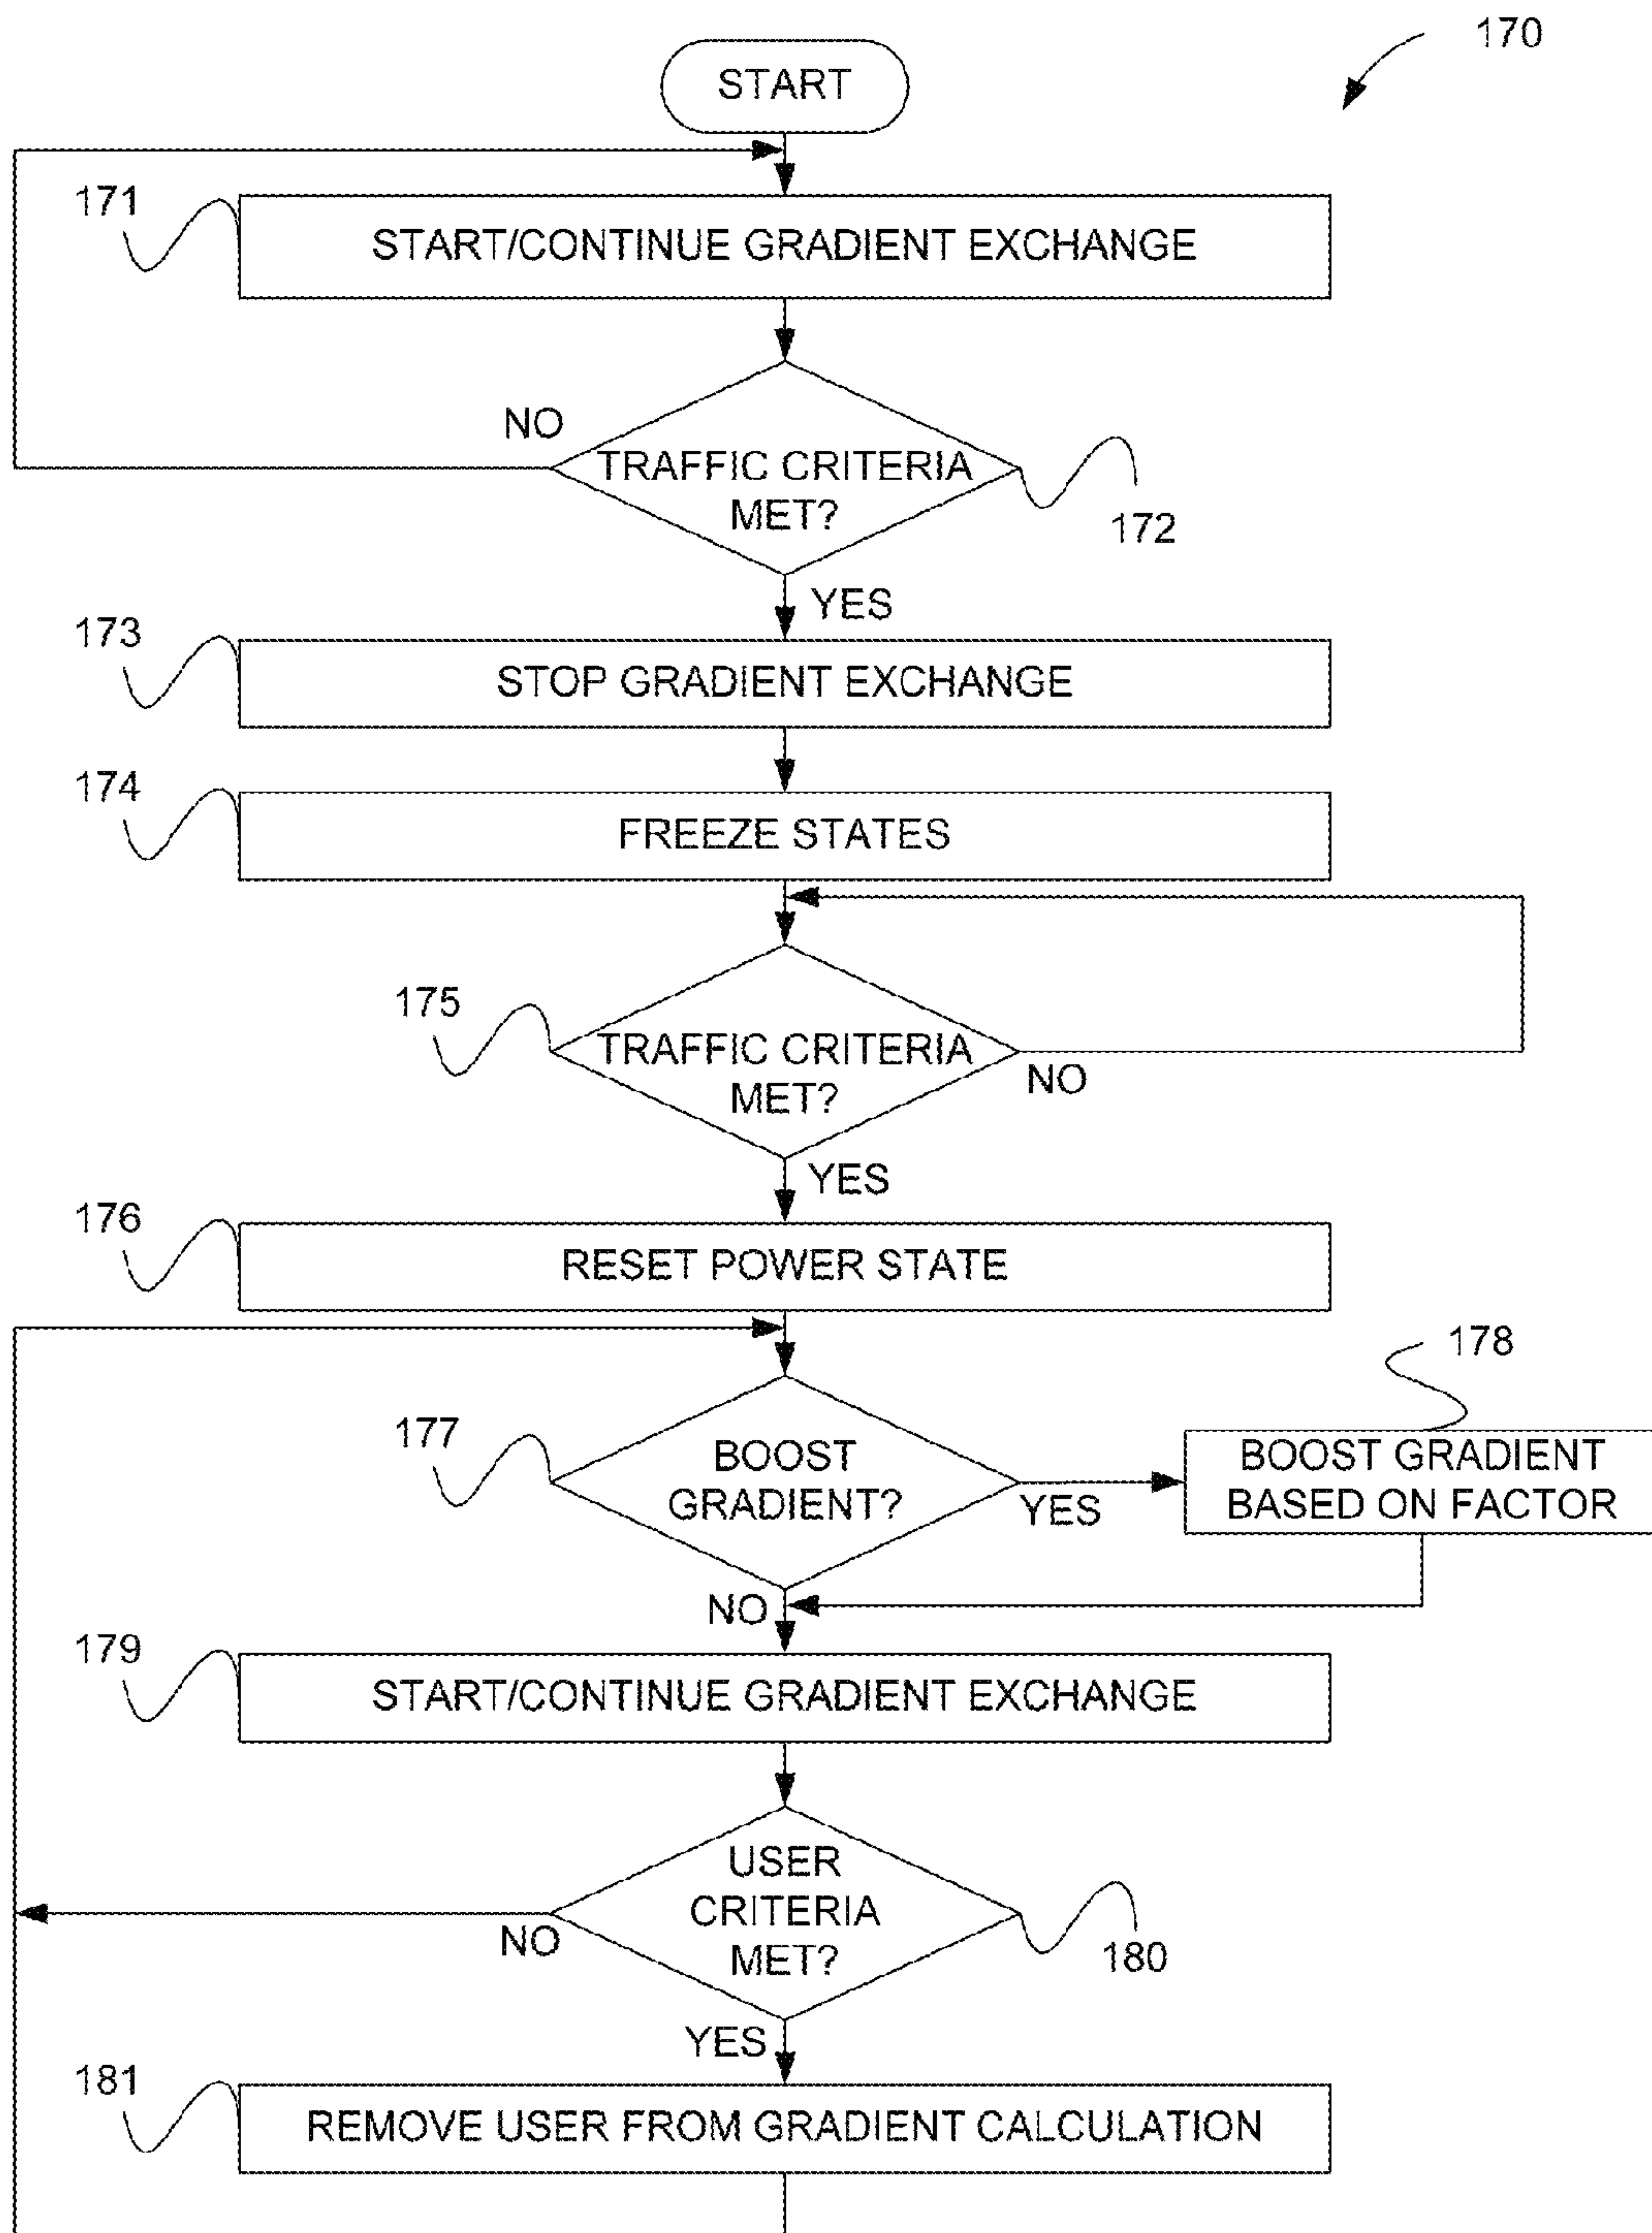 170
START
171
START/CONTINUE GRADIENT EXCHANGE
NO
TRAFFIC CRITERIA
MET?
172
YES
173
STOP GRADIENT EXCHANGE
174
FREEZE STATES
175
TRAFFIC CRITERIA
MET?
NO
YES
176
RESET POWER STATE
178
177
BOOST
GRADIENT?
YES
BOOST GRADIENT
BASED ON FACTOR
NO
179
START/CONTINUE GRADIENT EXCHANGE
USER
CRITERIA
MET?
NO
180
YES
181
REMOVE USER FROM GRADIENT CALCULATION